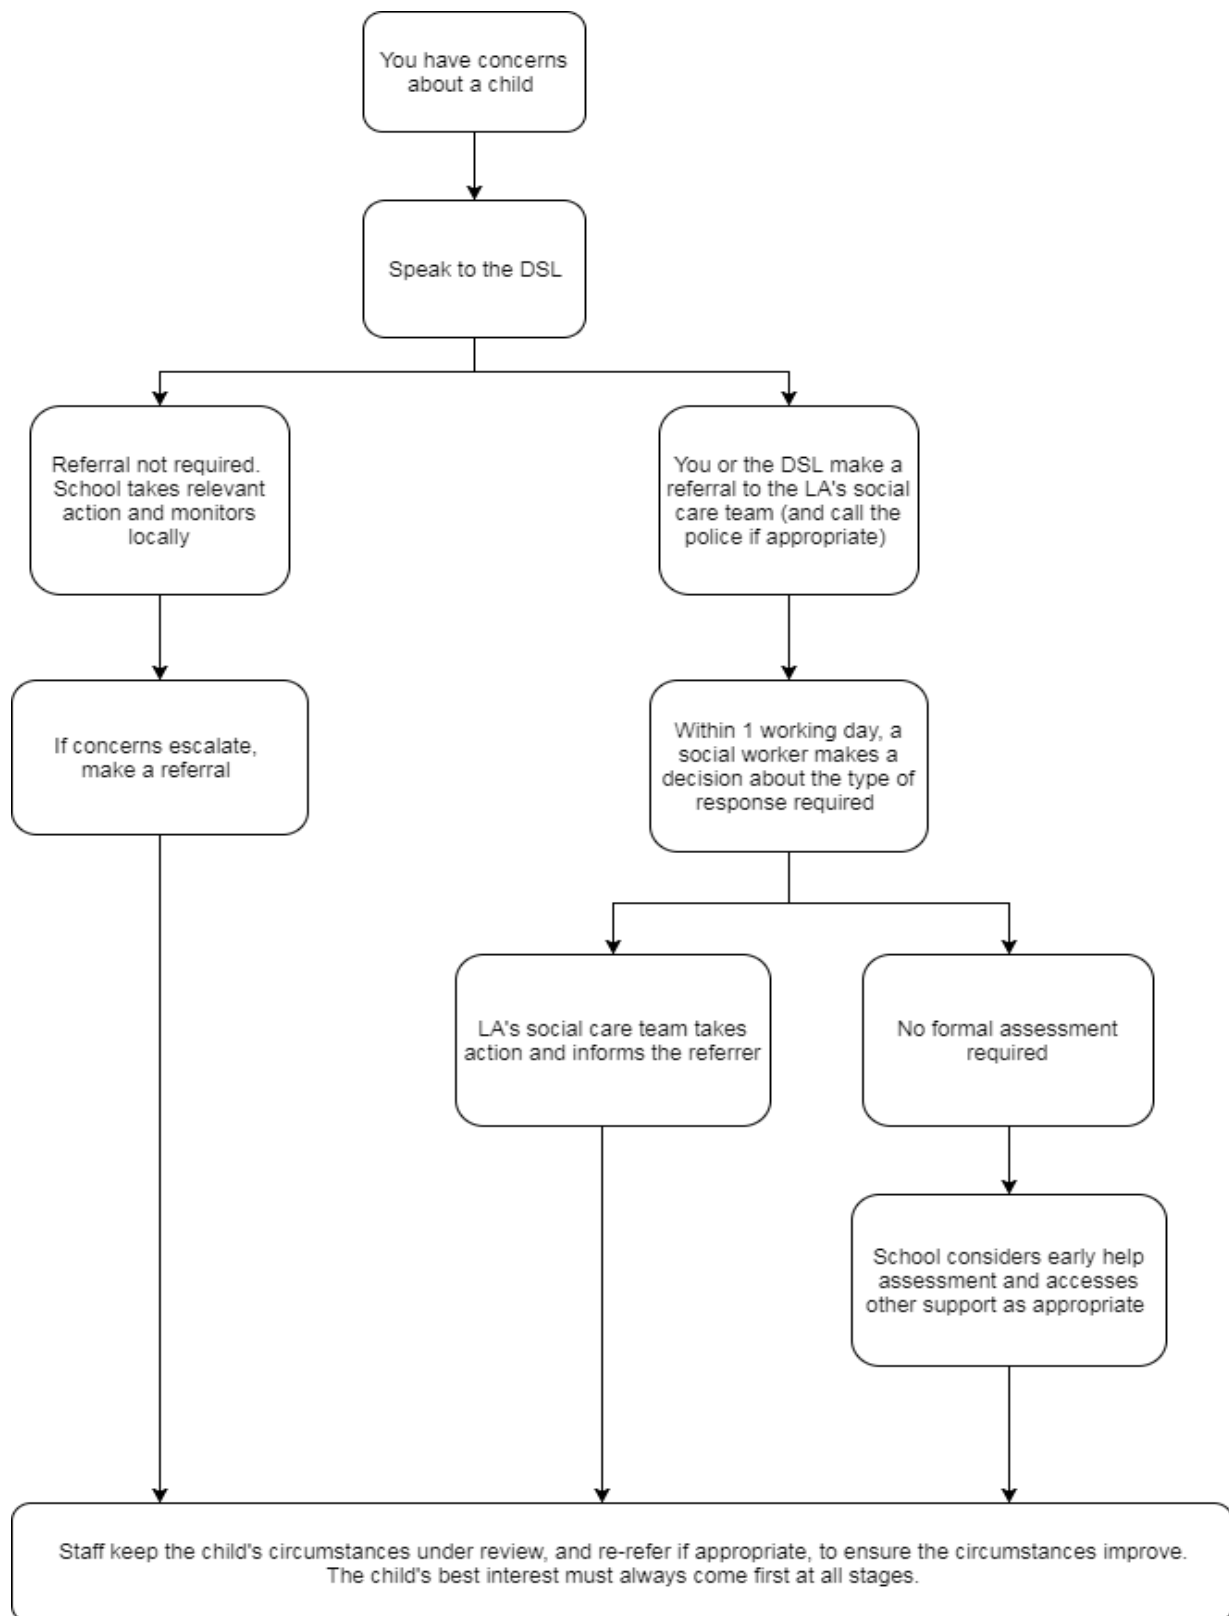 You have concerns
about a child
Speak to the DSL
Referral not required.
School takes relevant
action and monitors
locally
You or the DSL make a
referral to the LA's social
care team (and call the
police if appropriate)
If concerns escalate,
make a referral
Within 1 working day, a
social worker makes a
decision about the type of
response required
LA's social care team takes
action and informs the referrer
No formal assessment
required
School considers early help
assessment and accesses
other support as appropriate
Staff keep the child's circumstances under review, and re-refer if appropriate, to ensure the circumstances improve.
The child's best interest must always come first at all stages.